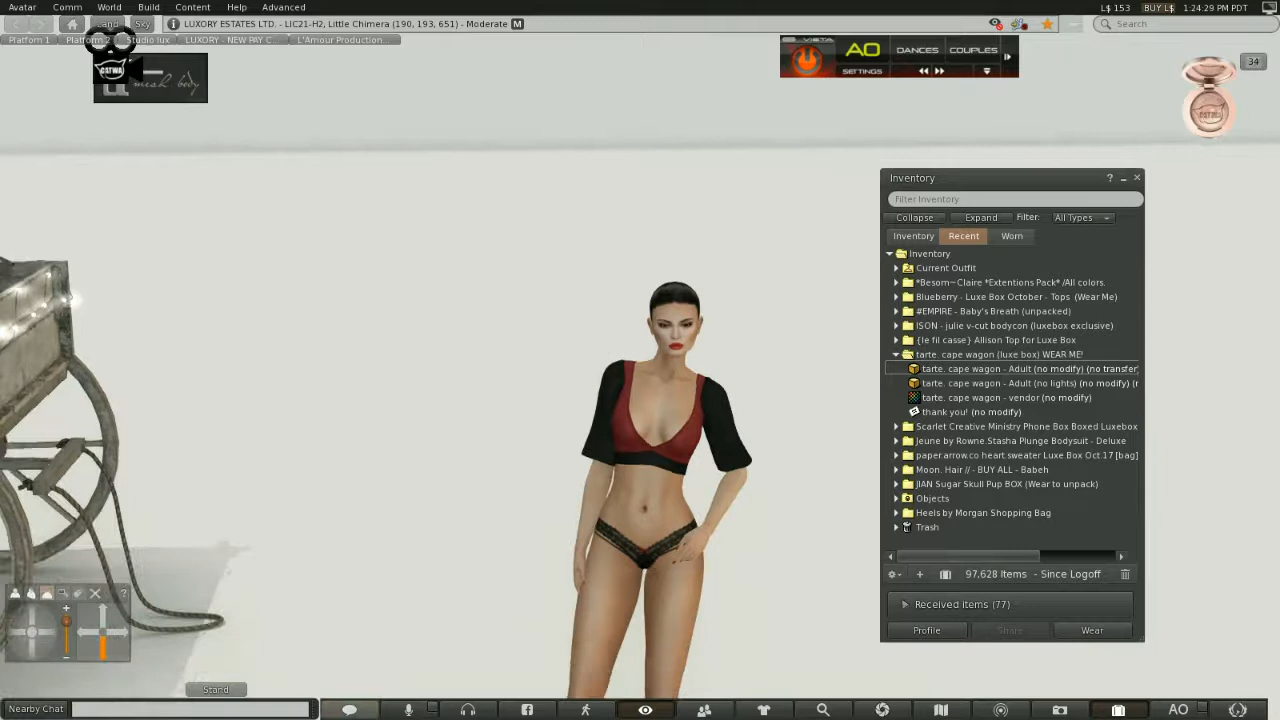 Avatar Comm World Build Content Help Advanced L$ 153 BUY L$ 1:24:29 PM PDT
Land Sky LUXORY ESTATES LTD. - LIC21-H2, Little Chimera (190, 193, 651) - Moderate M Search
Platfom 1 Platform 2 Studio lux LUXORY - NEW PAY C... L'Amour Production...
VISTA AO DANCES COUPLES
SETTINGS
CATWA
mesh body
34
Inventory
Filter Inventory
Collapse Expand Filter: All Types
Inventory Recent Worn
Inventory
Current Outfit
*Besom~Claire *Extentions Pack* /All colors.
Blueberry - Luxe Box October - Tops (Wear Me)
#EMPIRE - Baby's Breath (unpacked)
ISON - julie v-cut bodycon (luxebox exclusive)
{le fil casse} Allison Top for Luxe Box
tarte. cape wagon (luxe box) WEAR ME!
tarte. cape wagon - Adult (no modify) (no transfer
tarte. cape wagon - Adult (no lights) (no modify) (r
tarte. cape wagon - vendor (no modify)
thank you! (no modify)
Scarlet Creative Ministry Phone Box Boxed Luxebox
Jeune by Rowne.Stasha Plunge Bodysuit - Deluxe
paper.arrow.co heart.sweater Luxe.Box Oct.17 [bag]
Moon. Hair // - BUY ALL - Babeh
JIAN Sugar Skull Pup BOX (Wear to unpack)
Objects
Heels by Morgan Shopping Bag
Trash
97,628 Items - Since Logoff
Received Items (77)
Profile Share Wear
Stand
Nearby Chat AO